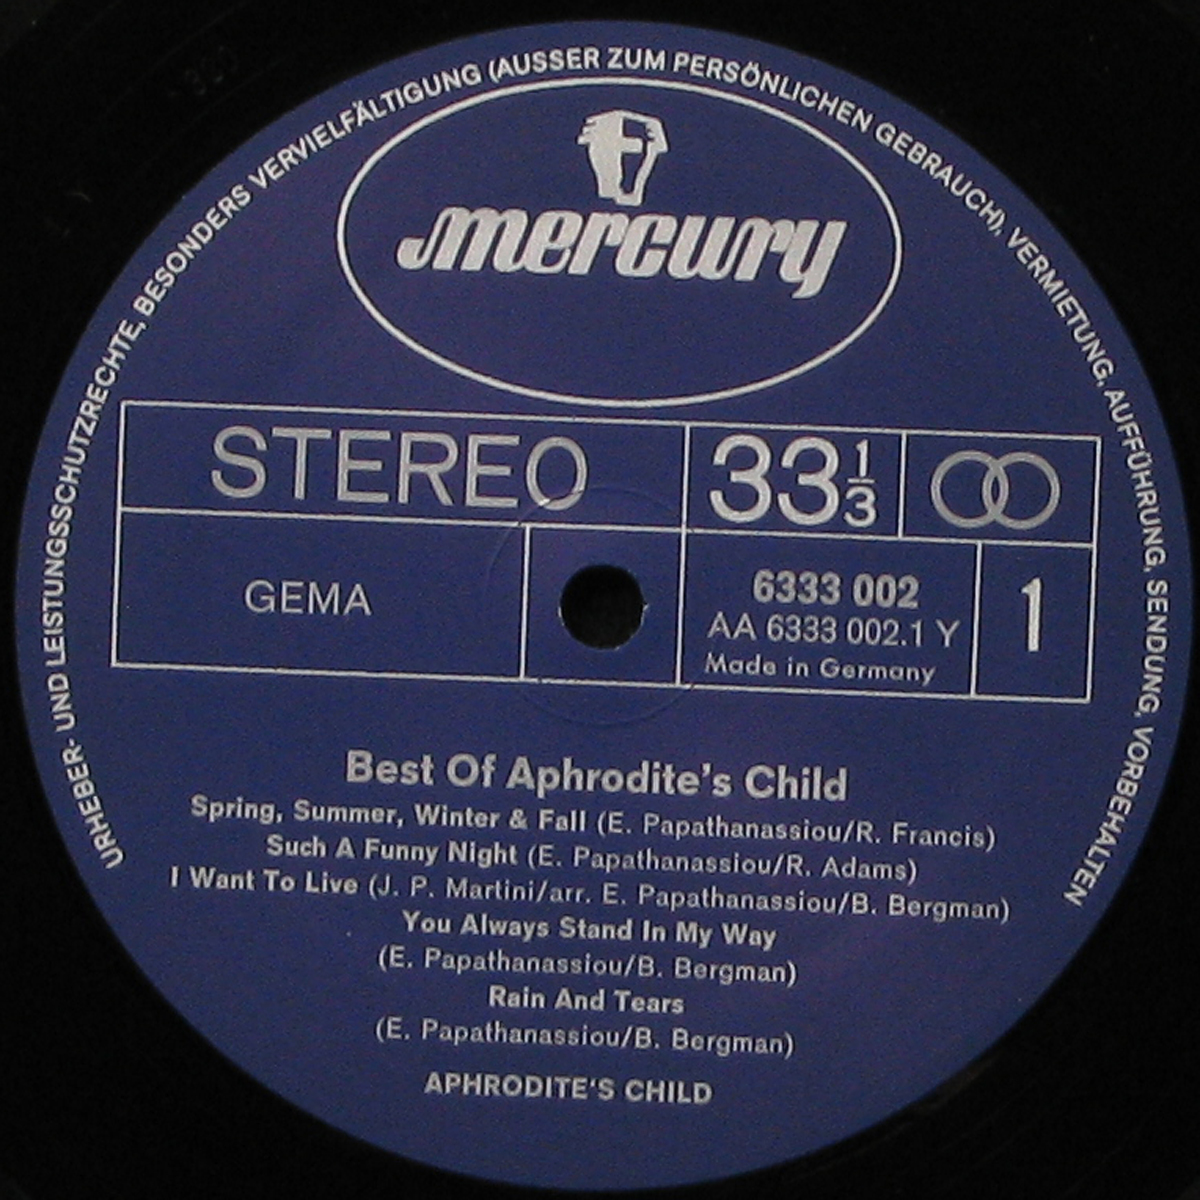 URHEBER- UND LEISTUNGSSCHUTZRECHTE, BESONDERS VERVIELFÄLTIGUNG (AUSSER ZUM PERSÖNLICHEN GEBRAUCH), VERMIETUNG, AUFFÜHRUNG, SENDUNG, VORBEHALTEN
mercury
STEREO
33 1/3
GEMA
6333 002
AA 6333 002.1 Y
Made in Germany
1
Best Of Aphrodite's Child
Spring, Summer, Winter & Fall (E. Papathanassiou/R. Francis)
Such A Funny Night (E. Papathanassiou/R. Adams)
I Want To Live (J. P. Martini/arr. E. Papathanassiou/B. Bergman)
You Always Stand In My Way
(E. Papathanassiou/B. Bergman)
Rain And Tears
(E. Papathanassiou/B. Bergman)
APHRODITE'S CHILD